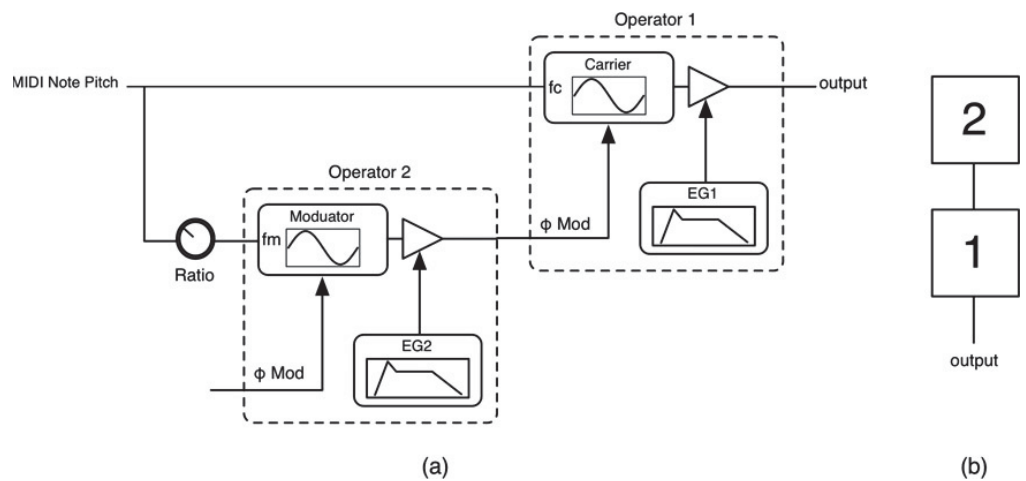 Operator 1
MIDI Note Pitch
fc
Carrier
output
EG1
Operator 2
Ratio
fm
Moduator
ϕ Mod
EG2
ϕ Mod
(a)
2
1
output
(b)